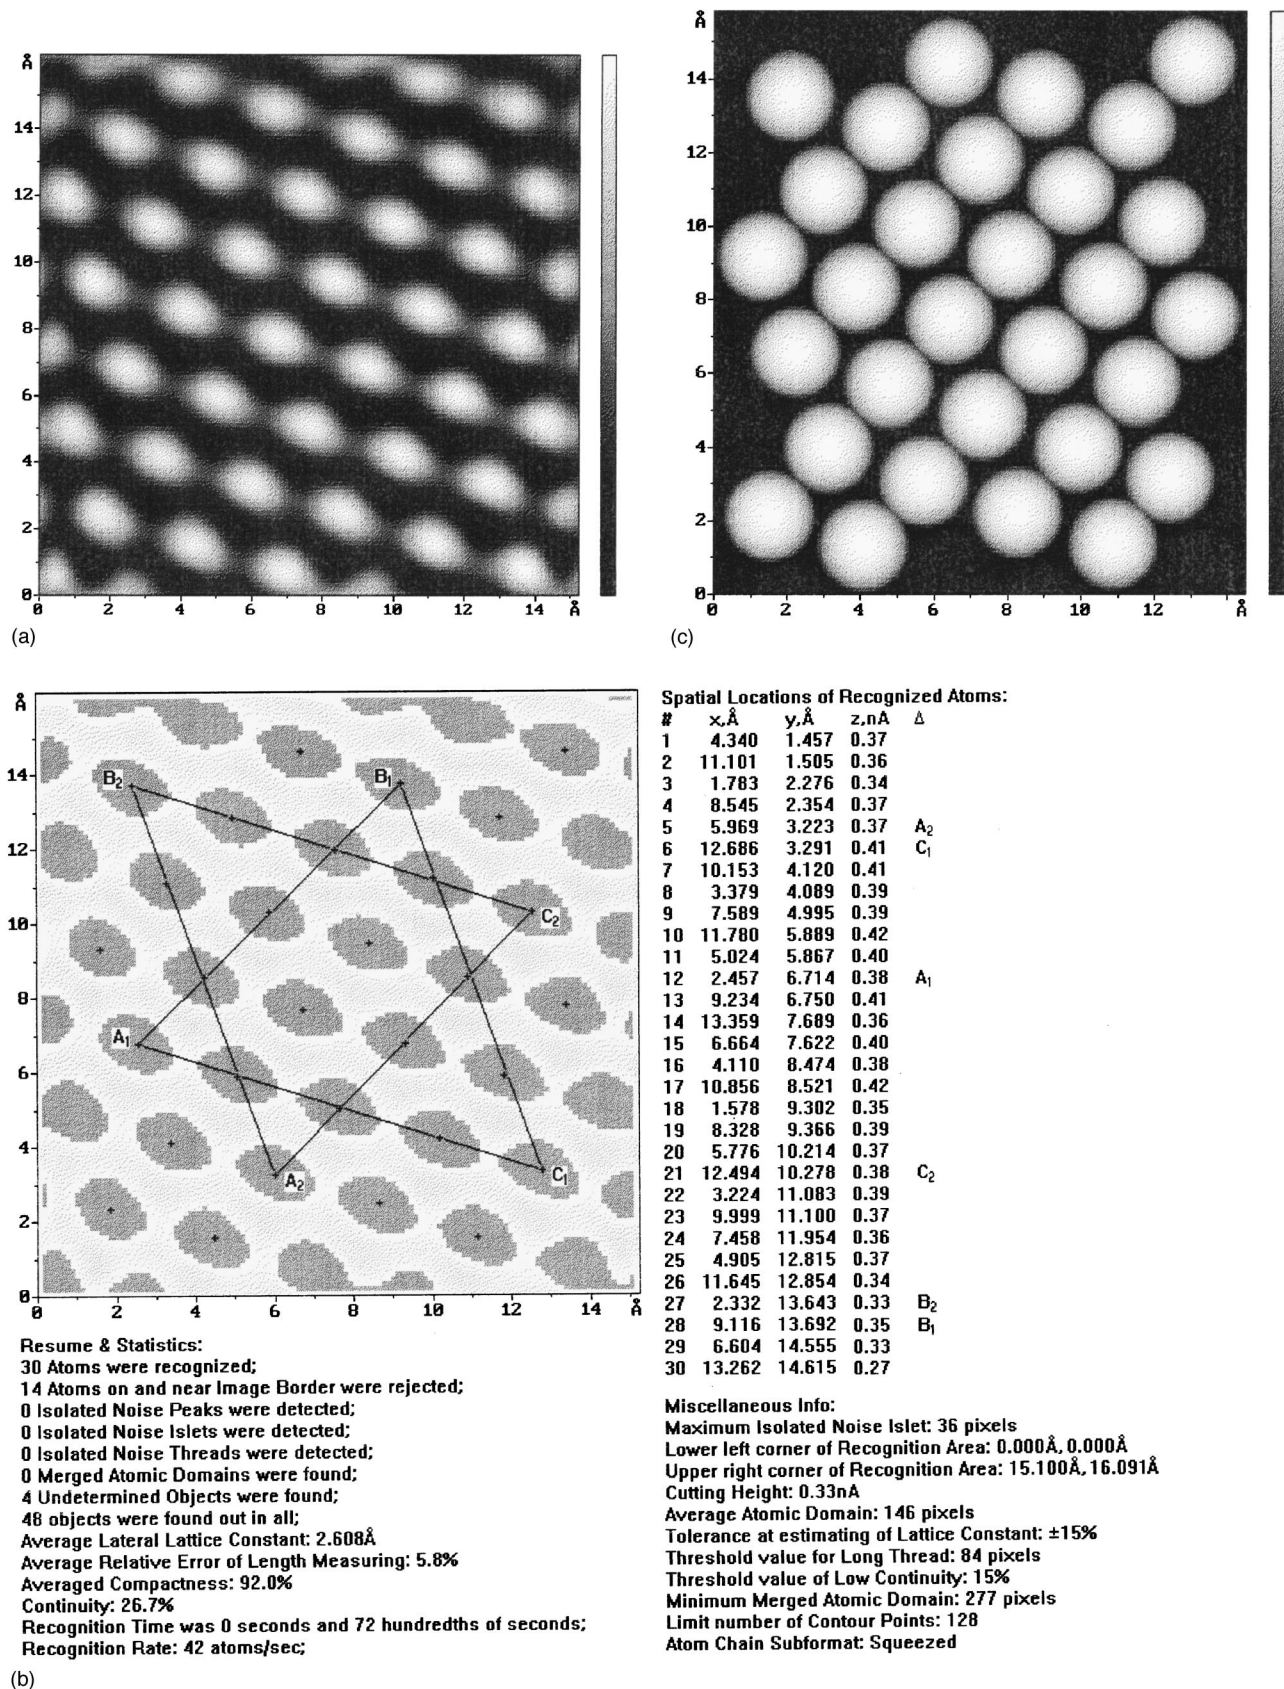 Å
14
12
10
8
6
4
2
0
0 2 4 6 8 10 12 14 Å
(a)
Å
14
12
10
8
6
4
2
0
0 2 4 6 8 10 12 Å
(c)
Å
14
12
10
8
6
4
2
0
B₂ B₁
C₂
A₁
A₂ C₁
0 2 4 6 8 10 12 14 Å
Resume & Statistics:
30 Atoms were recognized;
14 Atoms on and near Image Border were rejected;
0 Isolated Noise Peaks were detected;
0 Isolated Noise Islets were detected;
0 Isolated Noise Threads were detected;
0 Merged Atomic Domains were found;
4 Undetermined Objects were found;
48 objects were found out in all;
Average Lateral Lattice Constant: 2.608Å
Average Relative Error of Length Measuring: 5.8%
Averaged Compactness: 92.0%
Continuity: 26.7%
Recognition Time was 0 seconds and 72 hundredths of seconds;
Recognition Rate: 42 atoms/sec;
(b)
Spatial Locations of Recognized Atoms:
# x,Å y,Å z,nA Δ
1 4.340 1.457 0.37
2 11.101 1.505 0.36
3 1.783 2.276 0.34
4 8.545 2.354 0.37
5 5.969 3.223 0.37 A₂
6 12.686 3.291 0.41 C₁
7 10.153 4.120 0.41
8 3.379 4.089 0.39
9 7.589 4.995 0.39
10 11.780 5.889 0.42
11 5.024 5.867 0.40
12 2.457 6.714 0.38 A₁
13 9.234 6.750 0.41
14 13.359 7.689 0.36
15 6.664 7.622 0.40
16 4.110 8.474 0.38
17 10.856 8.521 0.42
18 1.578 9.302 0.35
19 8.328 9.366 0.39
20 5.776 10.214 0.37
21 12.494 10.278 0.38 C₂
22 3.224 11.083 0.39
23 9.999 11.100 0.37
24 7.458 11.954 0.36
25 4.905 12.815 0.37
26 11.645 12.854 0.34
27 2.332 13.643 0.33 B₂
28 9.116 13.692 0.35 B₁
29 6.604 14.555 0.33
30 13.262 14.615 0.27
Miscellaneous Info:
Maximum Isolated Noise Islet: 36 pixels
Lower left corner of Recognition Area: 0.000Å, 0.000Å
Upper right corner of Recognition Area: 15.100Å, 16.091Å
Cutting Height: 0.33nA
Average Atomic Domain: 146 pixels
Tolerance at estimating of Lattice Constant: ±15%
Threshold value for Long Thread: 84 pixels
Threshold value of Low Continuity: 15%
Minimum Merged Atomic Domain: 277 pixels
Limit number of Contour Points: 128
Atom Chain Subformat: Squeezed